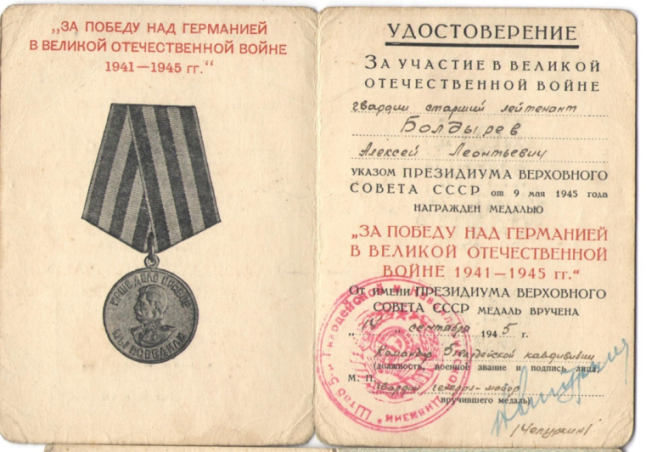 „ЗА ПОБЕДУ НАД ГЕРМАНИЕЙ
В ВЕЛИКОЙ ОТЕЧЕСТВЕННОЙ ВОЙНЕ
1941—1945 гг.“
НАШЕ ДЕЛО ПРАВОЕ
МЫ ПОБЕДИЛИ
УДОСТОВЕРЕНИЕ
ЗА УЧАСТИЕ В ВЕЛИКОЙ
ОТЕЧЕСТВЕННОЙ ВОЙНЕ
гвардии старший лейтенант
Болдырев
Алексей Леонтьевич
УКАЗОМ ПРЕЗИДИУМА ВЕРХОВНОГО
СОВЕТА СССР от 9 мая 1945 года
НАГРАЖДЕН МЕДАЛЬЮ
„ЗА ПОБЕДУ НАД ГЕРМАНИЕЙ
В ВЕЛИКОЙ ОТЕЧЕСТВЕННОЙ
ВОЙНЕ 1941—1945 гг.“
От имени ПРЕЗИДИУМА ВЕРХОВНОГО
СОВЕТА СССР МЕДАЛЬ ВРУЧЕНА
сентября 1945 г.
Командир 5 гвардейской кавдивизии
(должность, военное звание и подпись лица,
М. П. гвардии генерал-майор
вручившего медаль)
/Чепуркин/
Штаб 5-й Гвардейской Кавалерийской Дивизии